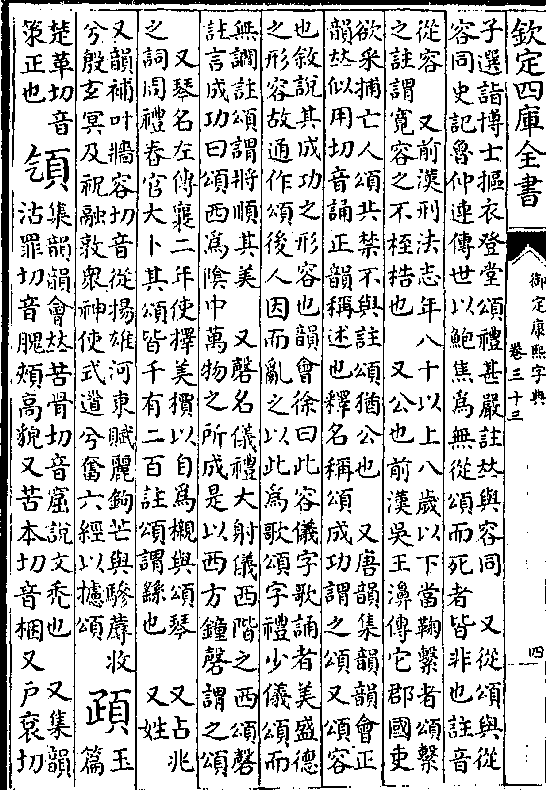 欽定四庫全書
御定康熙字典
卷三十三
四
子選詣博士摳衣登堂頌禮甚嚴註𠀤與容同 又從頌與從
容同史記魯仲連傳世以鮑焦爲無從頌而死者皆非也註音
從容 又前漢刑法志年八十以上八歲以下當鞠繫者頌繫
之註謂寬容之不桎梏也 又公也前漢吳王濞傳它郡國吏
欲來捕亡人頌共禁不與註頌猶公也 又唐韻集韻韻會正
韻𠀤似用切音誦正韻稱述也釋名稱頌成功謂之頌又頌容
也敘說其成功之形容也韻會徐曰此容儀字歌誦者美盛德
之形容故通作頌後人因而亂之以此爲歌頌字禮少儀頌而
無讇註頌謂將順其美 又磬名儀禮大射儀西階之西頌磬
註言成功曰頌西爲陰中萬物之所成是以西方鐘磬謂之頌
又琴名左傳襄二年使擇美檟以自爲櫬與頌琴 又占兆
之詞周禮春官大卜其頌皆千有二百註頌謂繇也 又姓
又韻補叶牆容切音從揚雄河東賦麗鉤芒與驂蓐收
兮殷玄冥及祝融敦衆神使式道兮奮六經以攄頌
頙
玉
篇
楚革切音
策正也
集韻韻會𠀤苦骨切音窟說文禿也 又集韻
沽罪切音䫥頰高貌又苦本切音梱又戶袞切